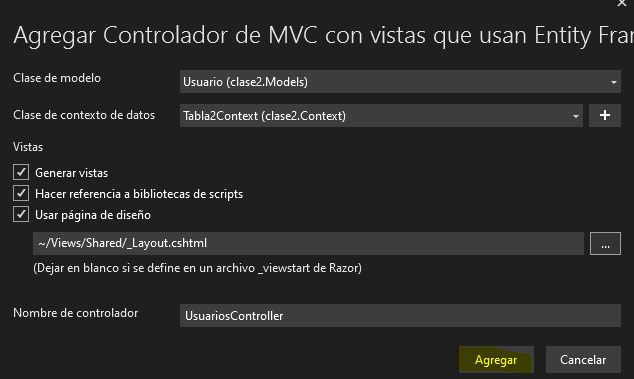 Agregar Controlador de MVC con vistas que usan Entity Fran
Clase de modelo
Usuario (clase2.Models)
Clase de contexto de datos
Tabla2Context (clase2.Context)
+
Vistas
Generar vistas
Hacer referencia a bibliotecas de scripts
Usar página de diseño
~/Views/Shared/_Layout.cshtml
...
(Dejar en blanco si se define en un archivo _viewstart de Razor)
Nombre de controlador
UsuariosController
Agregar
Cancelar